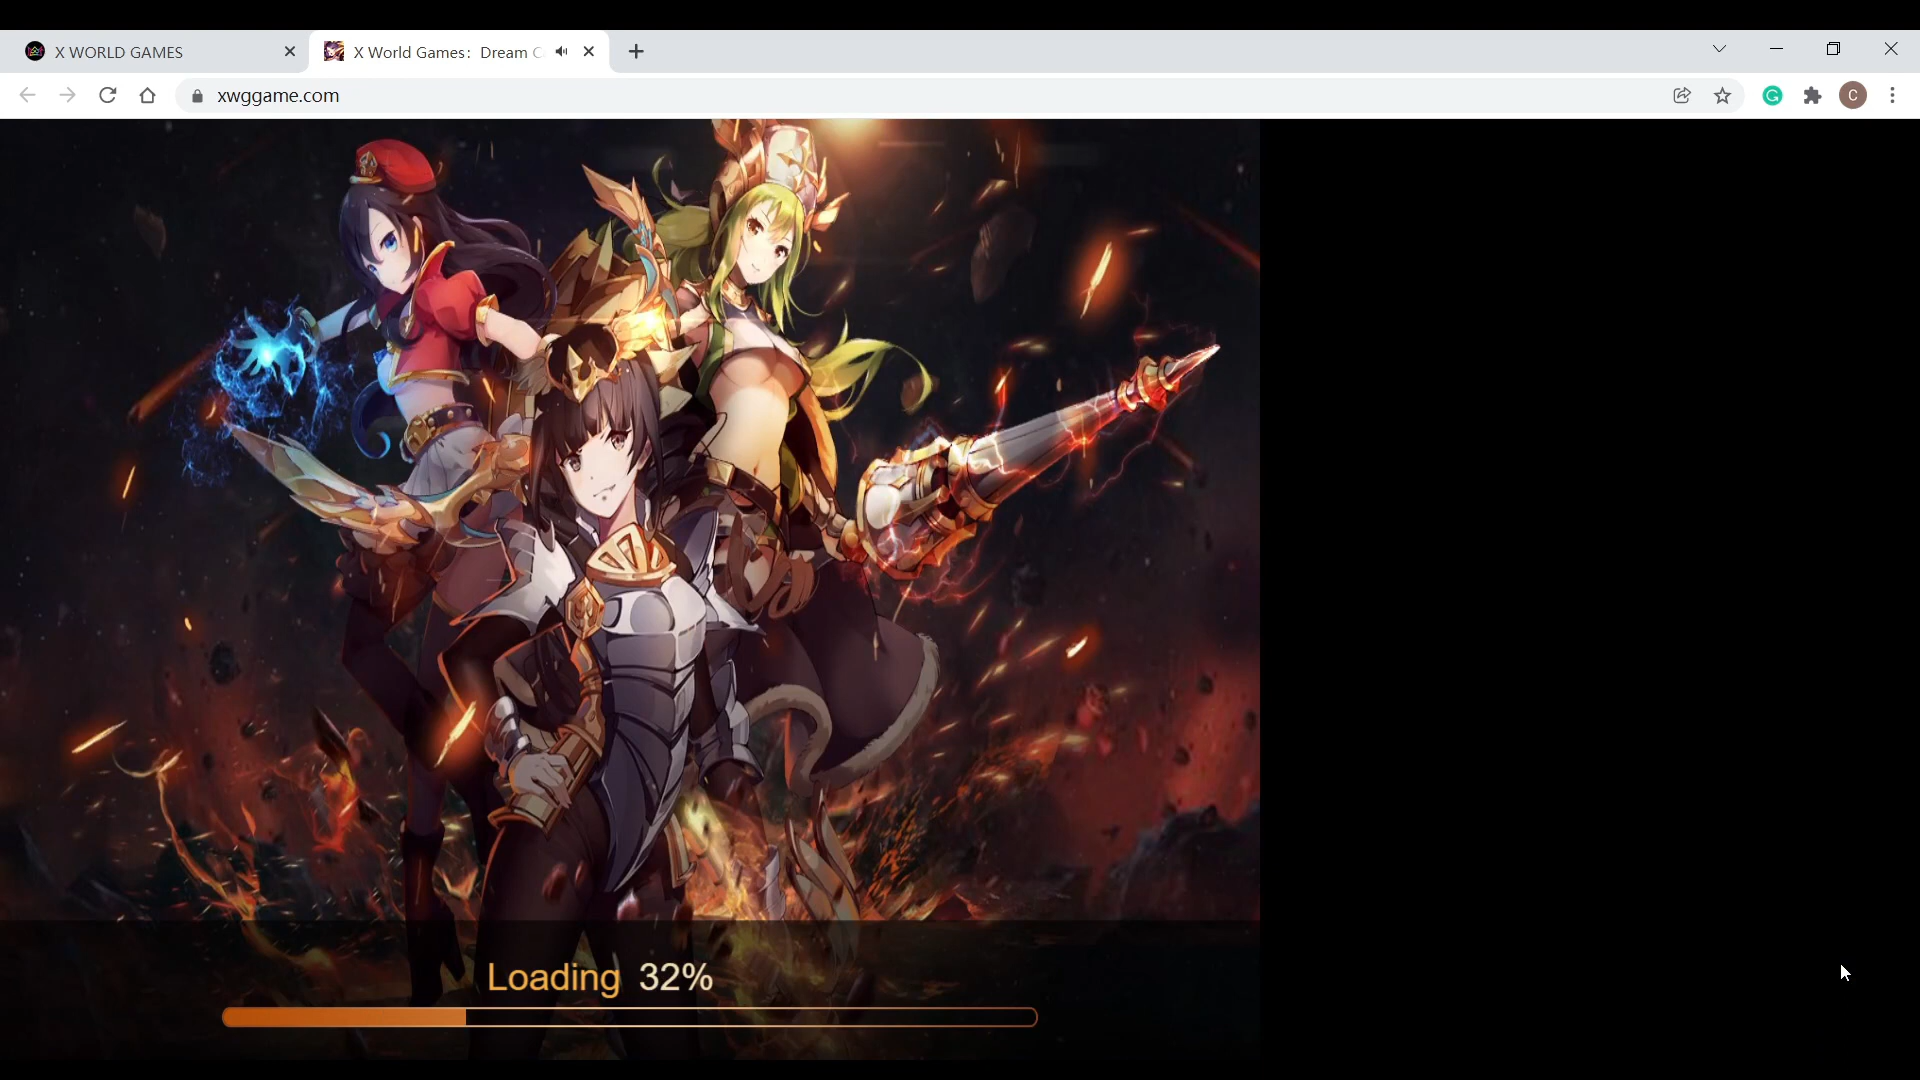 X WORLD GAMES
X World Games: Dream C
xwggame.com
C
Loading 32%